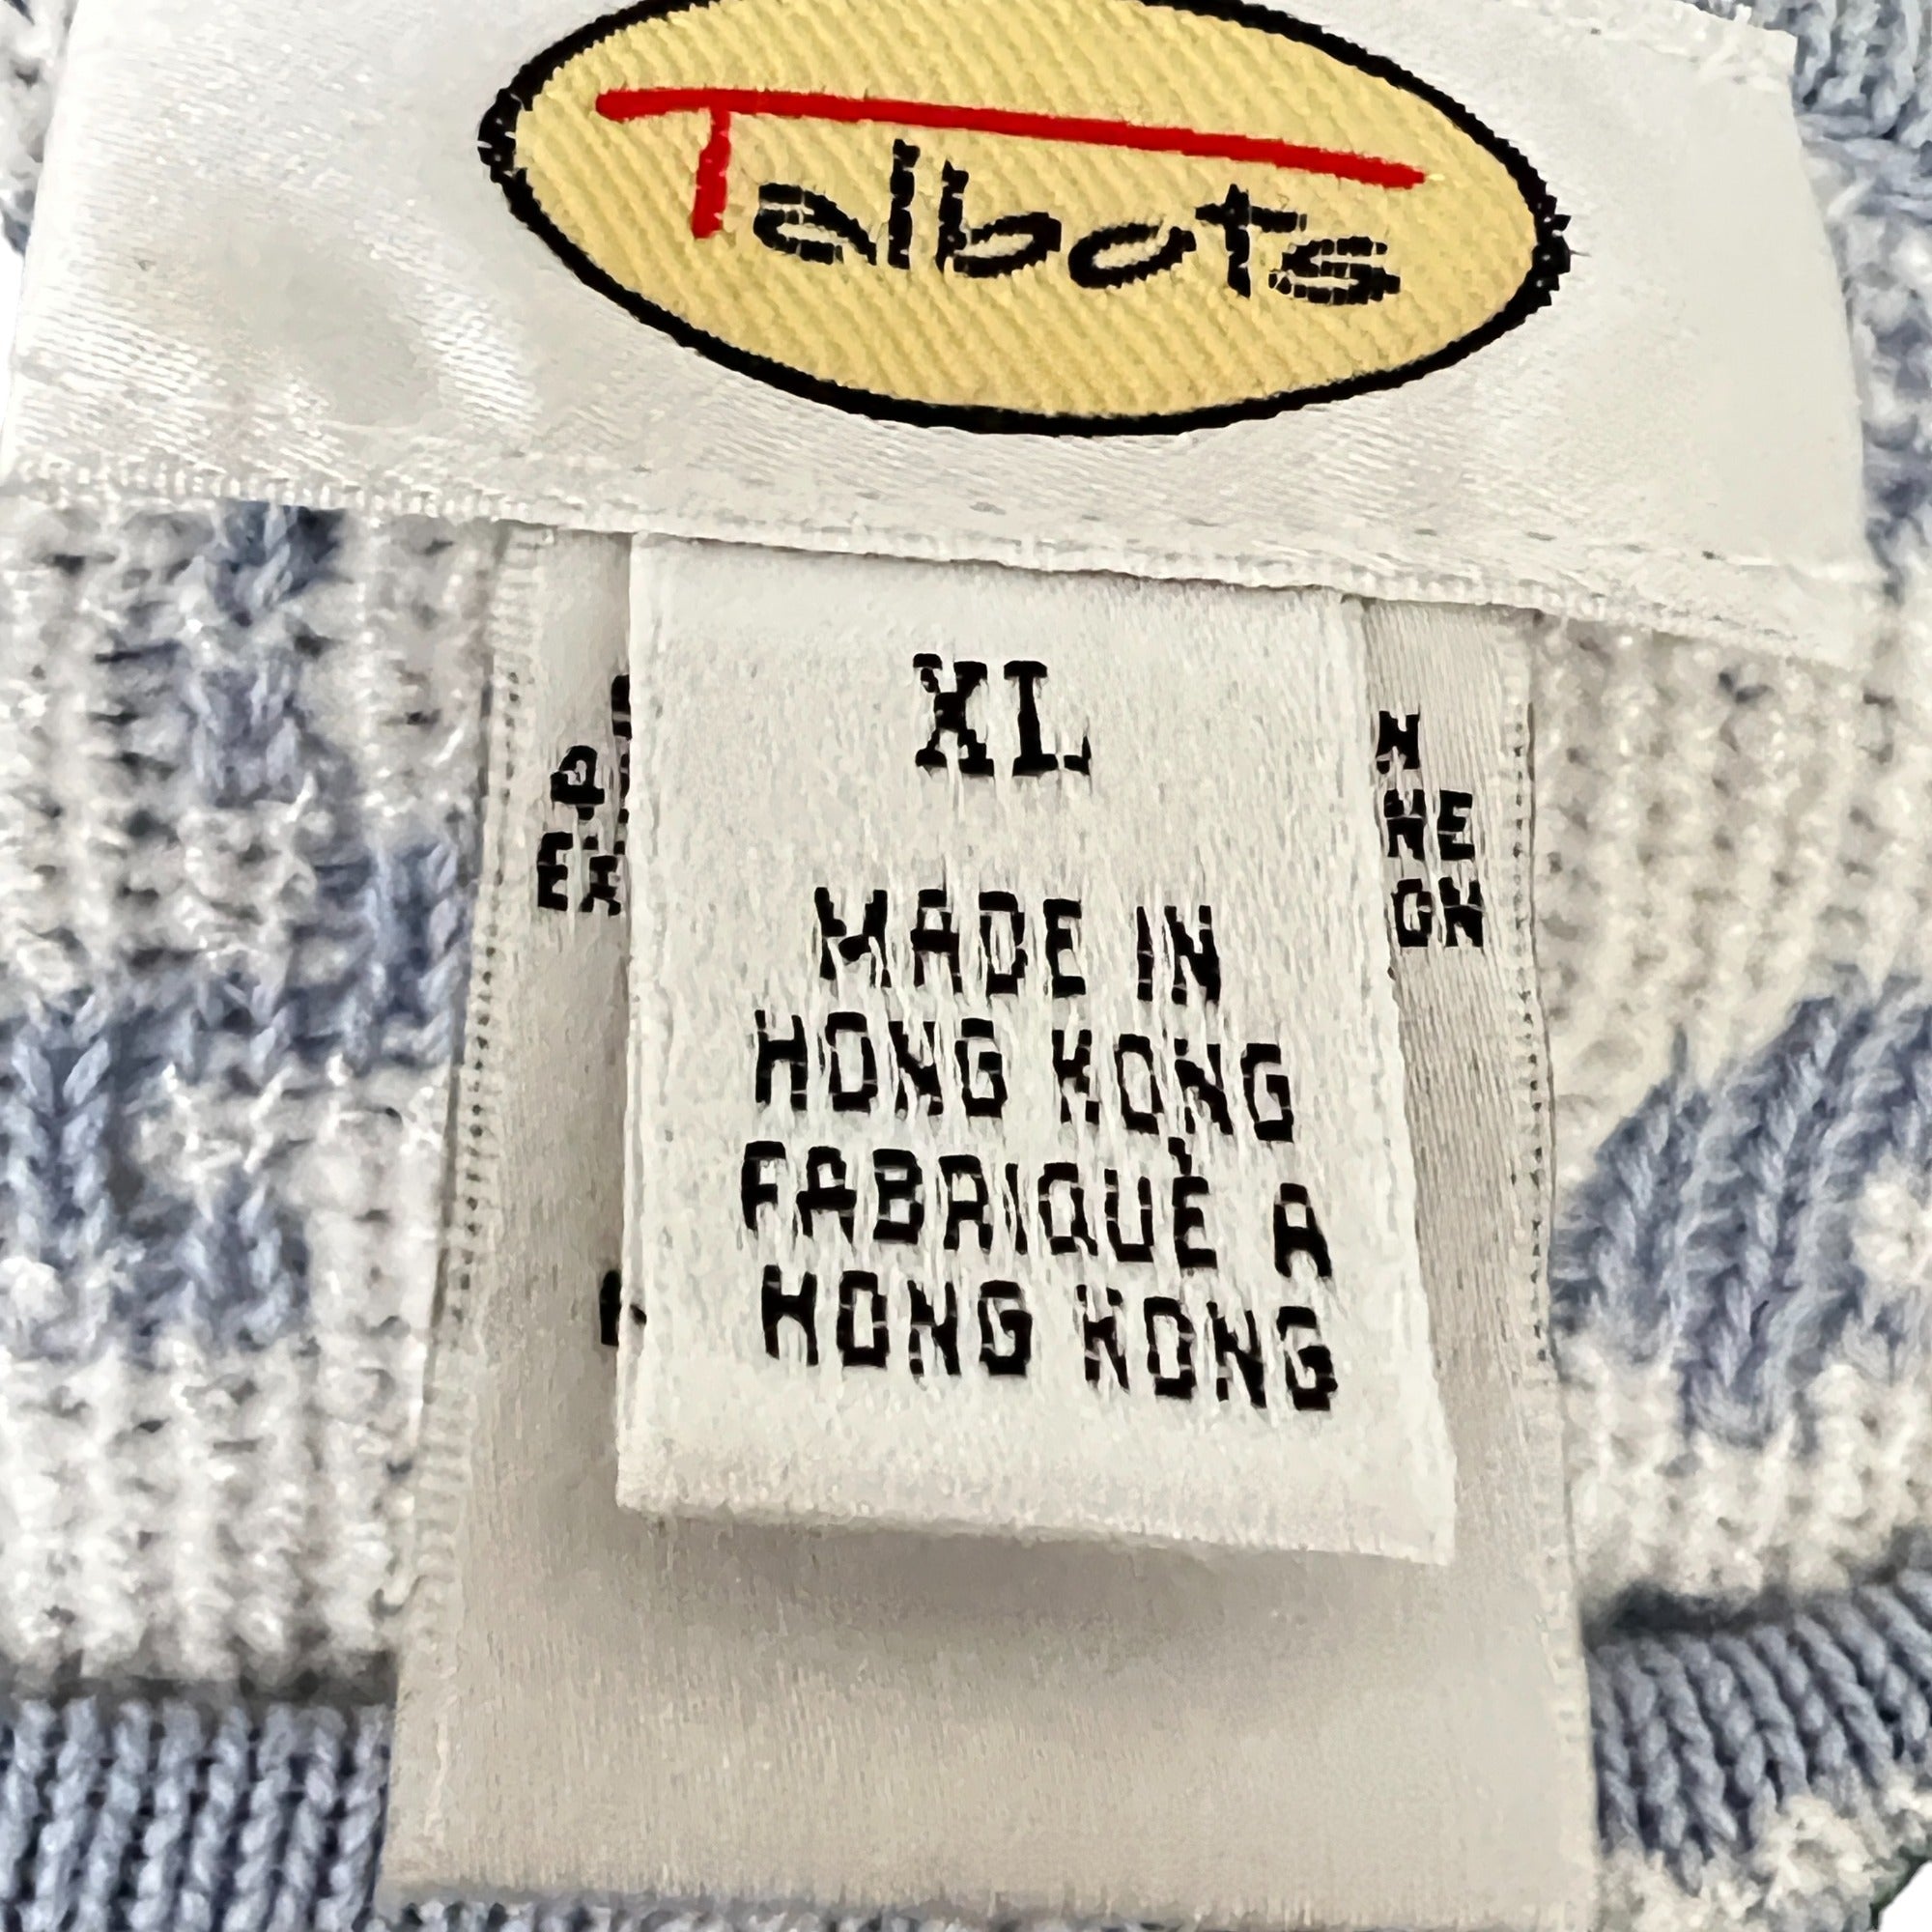 Talbots
XL
MADE IN
HONG KONG
FABRIQUÉ A
HONG KONG